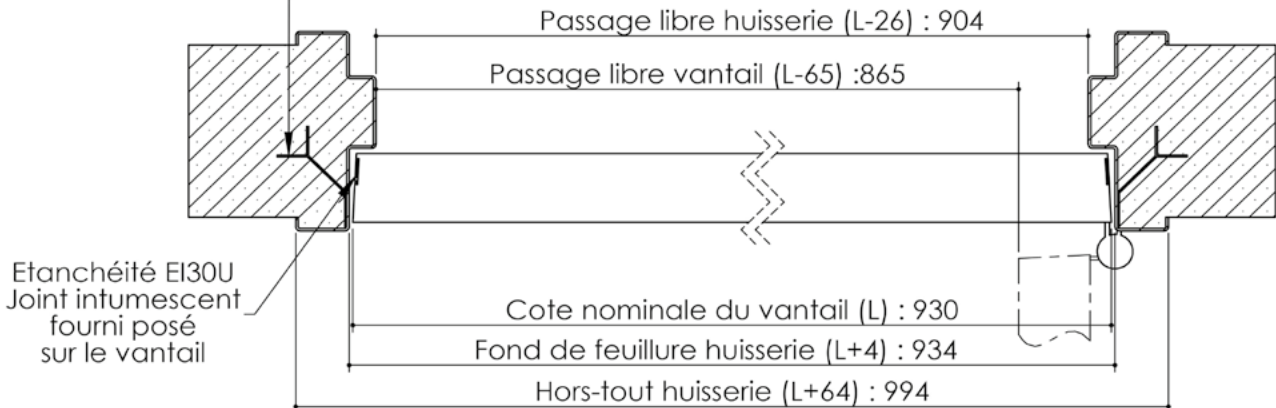 Passage libre huisserie (L-26) : 904
Passage libre vantail (L-65) :865
Etanchéité EI30U
Joint intumescent
fourni posé
sur le vantail
Cote nominale du vantail (L) : 930
Fond de feuillure huisserie (L+4) : 934
Hors-tout huisserie (L+64) : 994